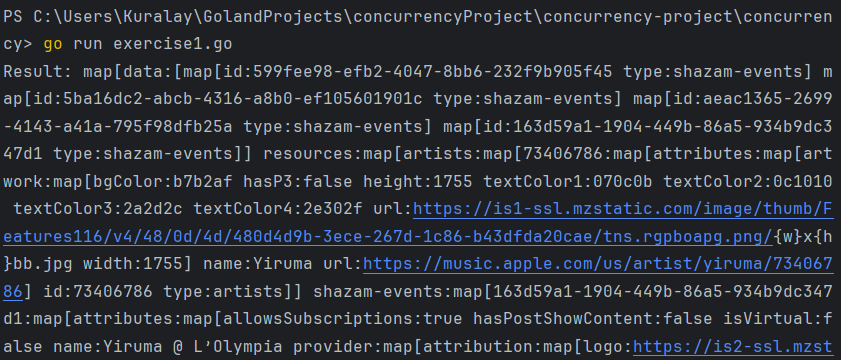 PS C:\Users\Kuralay\GolandProjects\concurrencyProject\concurrency-project\concurren
cy> go run exercise1.go
Result: map[data:[map[id:599fee98-efb2-4047-8bb6-232f9b905f45 type:shazam-events] m
ap[id:5ba16dc2-abcb-4316-a8b0-ef105601901c type:shazam-events] map[id:aeac1365-2699
-4143-a41a-795f98dfb25a type:shazam-events] map[id:163d59a1-1904-449b-86a5-934b9dc3
47d1 type:shazam-events]] resources:map[artists:map[73406786:map[attributes:map[art
work:map[bgColor:b7b2af hasP3:false height:1755 textColor1:070c0b textColor2:0c1010
 textColor3:2a2d2c textColor4:2e302f url:https://is1-ssl.mzstatic.com/image/thumb/F
eatures116/v4/48/0d/4d/480d4d9b-3ece-267d-1c86-b43dfda20cae/tns.rgpboapg.png/{w}x{h
}bb.jpg width:1755] name:Yiruma url:https://music.apple.com/us/artist/yiruma/734067
86] id:73406786 type:artists]] shazam-events:map[163d59a1-1904-449b-86a5-934b9dc347
d1:map[attributes:map[allowsSubscriptions:true hasPostShowContent:false isVirtual:f
alse name:Yiruma @ L’Olympia provider:map[attribution:map[logo:https://is2-ssl.mzst